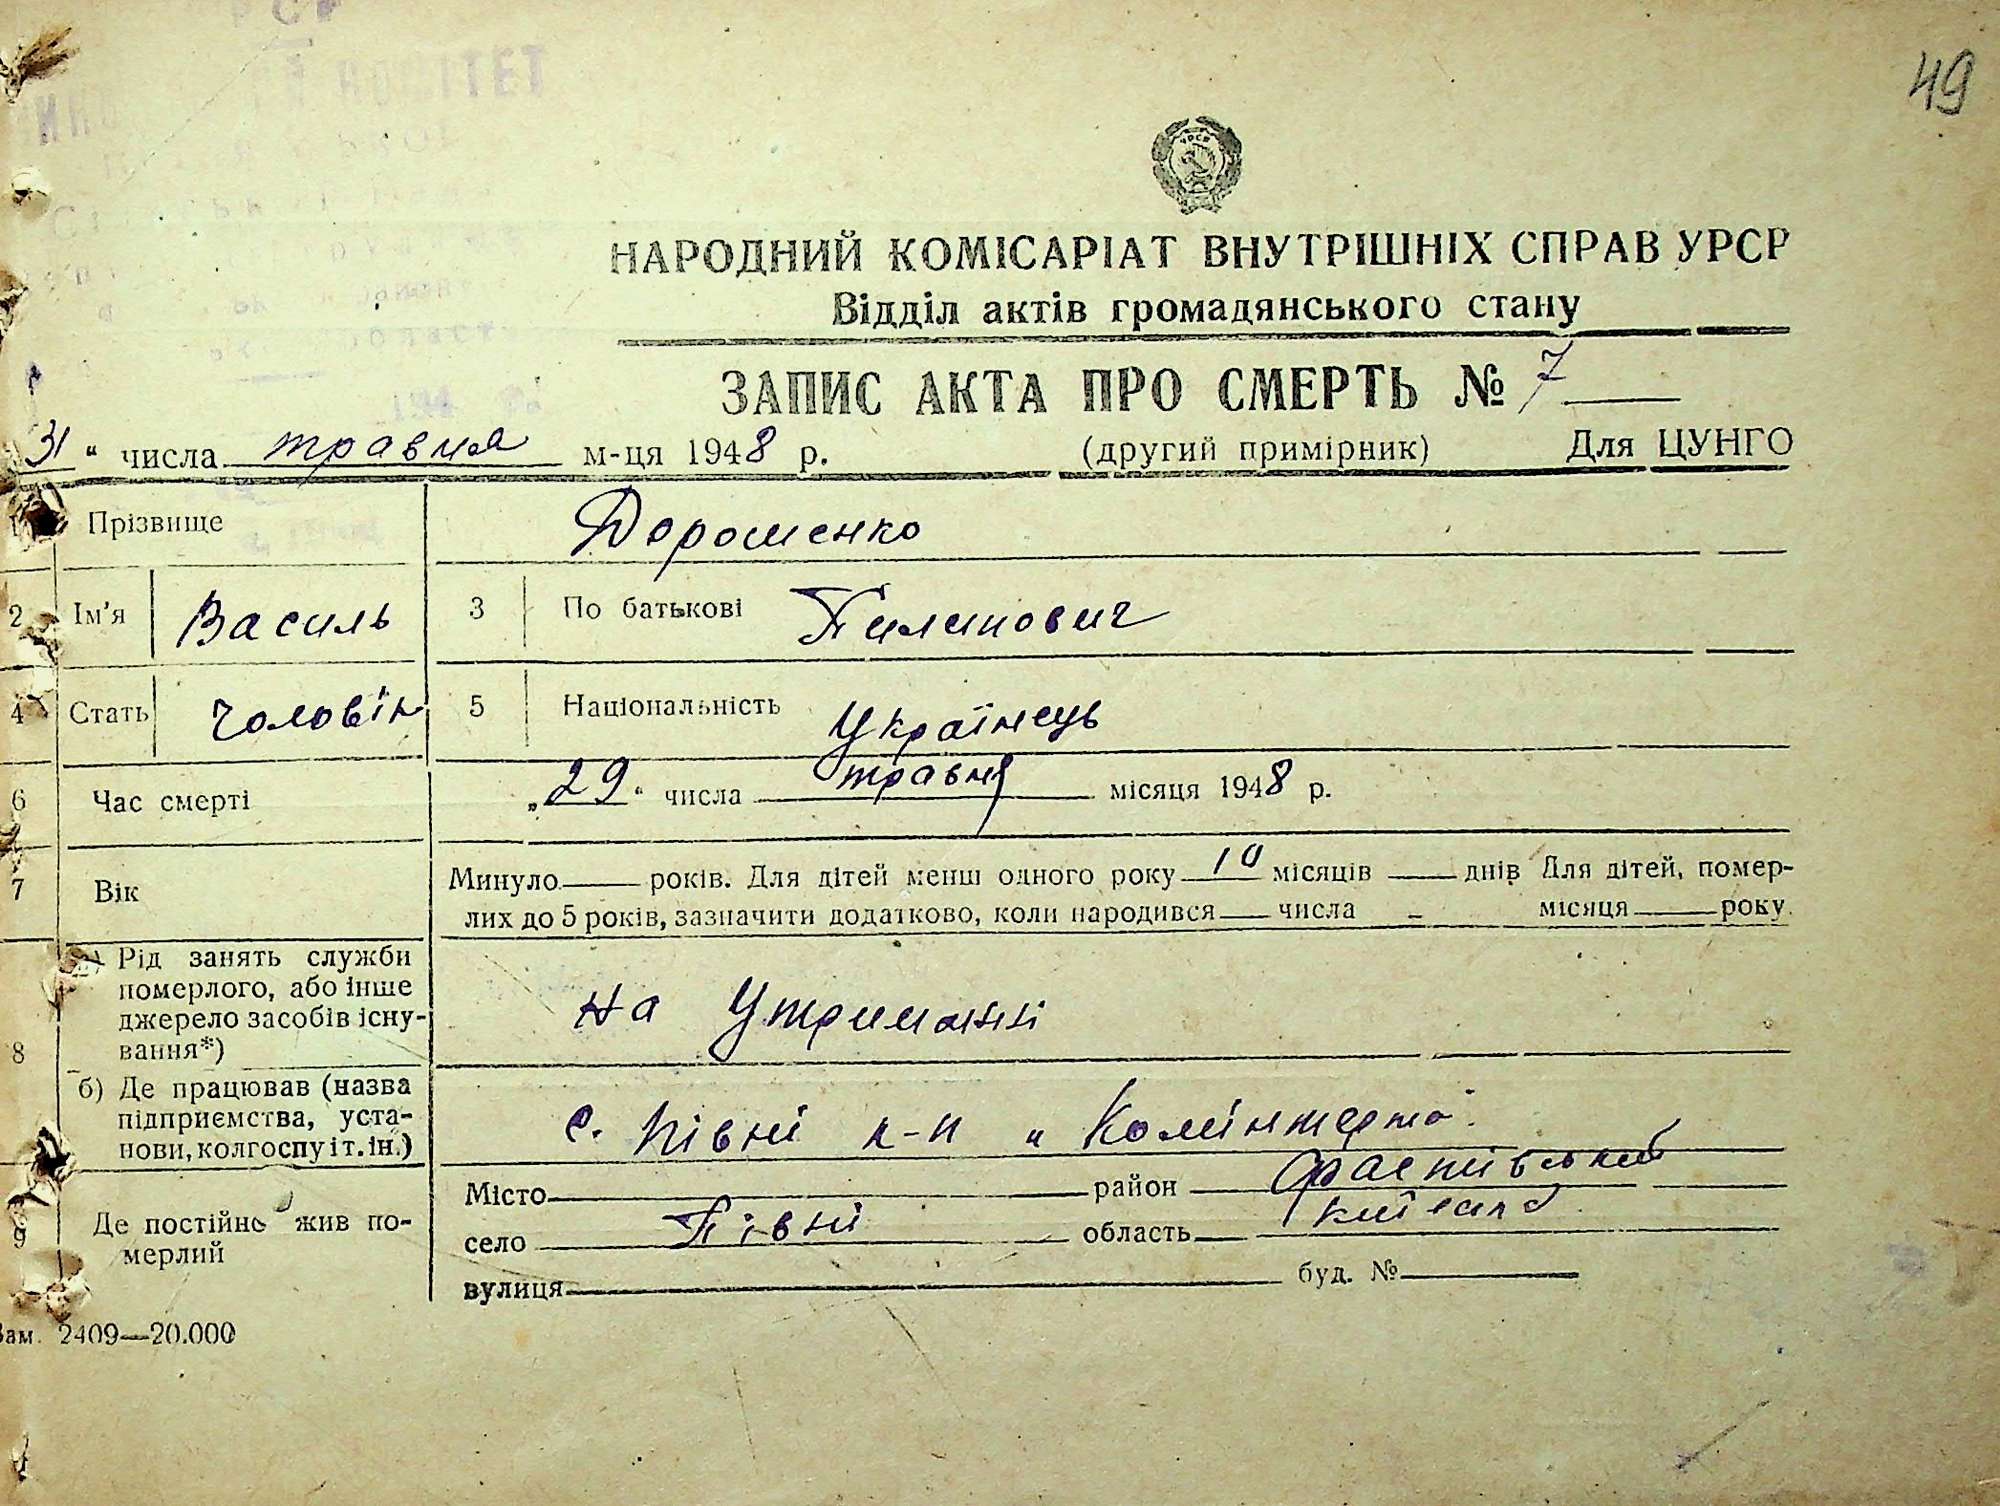 49
НАРОДНИЙ КОМІСАРІАТ ВНУТРІШНІХ СПРАВ УРСР
Відділ актів громадянського стану
ЗАПИС АКТА ПРО СМЕРТЬ № 7
31 " числа травня м-ця 1948 р. (другий примірник) Для ЦУНГО
1 Прізвище Дорошенко
2 Ім'я Василь 3 По батькові Пилипович
4 Стать чоловік 5 Національність Українець
6 Час смерті „29" числа травня місяця 1948 р.
7 Вік Минуло років. Для дітей менш одного року 10 місяців днів Для дітей, помер-
лих до 5 років, зазначити додатково, коли народився числа місяця року
8 а) Рід занять служби
померлого, або інше
джерело засобів існу-
вання*) на Утриманні
б) Де працював (назва
підприємства, уста-
нови, колгоспу і т. ін.) с. Півні к-п „Комінтерна
9 Де постійно жив по-
мерлий
Місто район Фастівський
село Півні область
вулиця буд. №
Зам. 2409—20.000